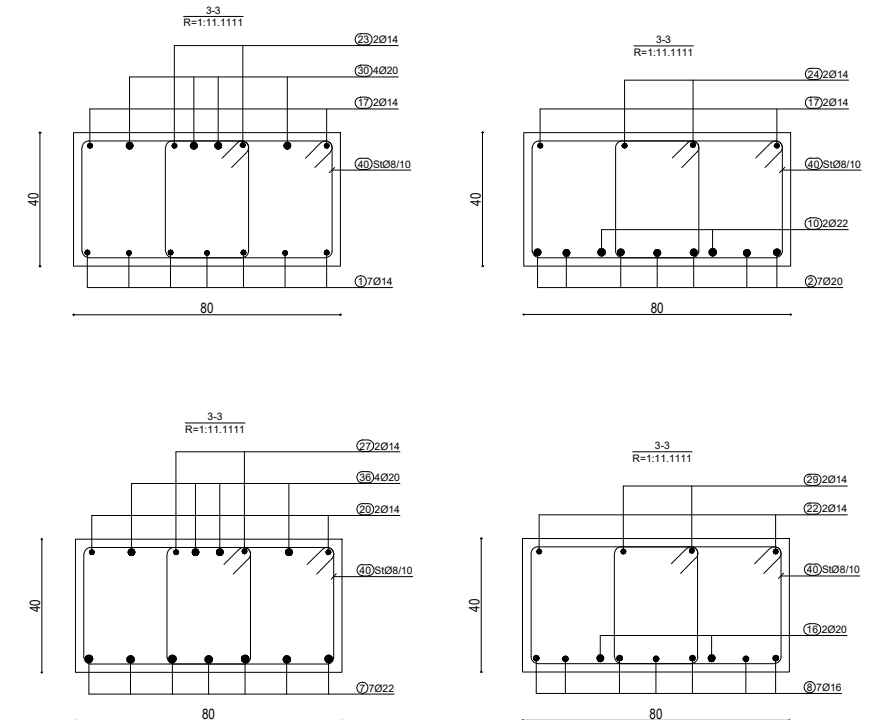 3-3
R=1:11.1111
23 2Ø14
30 4Ø20
17 2Ø14
40 StØ8/10
40
1 7Ø14
80
3-3
R=1:11.1111
24 2Ø14
17 2Ø14
40 StØ8/10
40
10 2Ø22
2 7Ø20
80
3-3
R=1:11.1111
27 2Ø14
36 4Ø20
20 2Ø14
40 StØ8/10
40
7 7Ø22
80
3-3
R=1:11.1111
29 2Ø14
22 2Ø14
40 StØ8/10
40
16 2Ø20
8 7Ø16
80